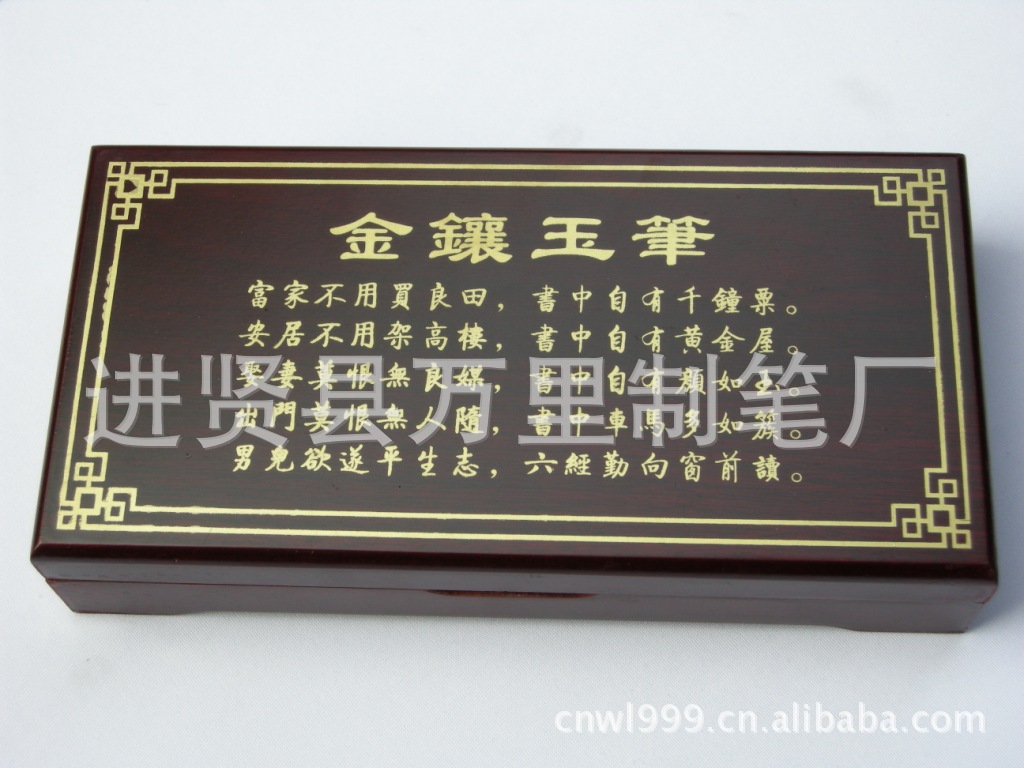 金鑲玉筆
富家不用買良田，書中自有千鐘粟。
安居不用架高樓，書中自有黃金屋。
娶妻莫恨無良媒，書中自有顏如玉。
出門莫恨無人隨，書中車馬多如簇。
男兒欲遂平生志，六經勤向窗前讀。
进贤县万里制笔厂
cnwl999.cn.alibaba.com